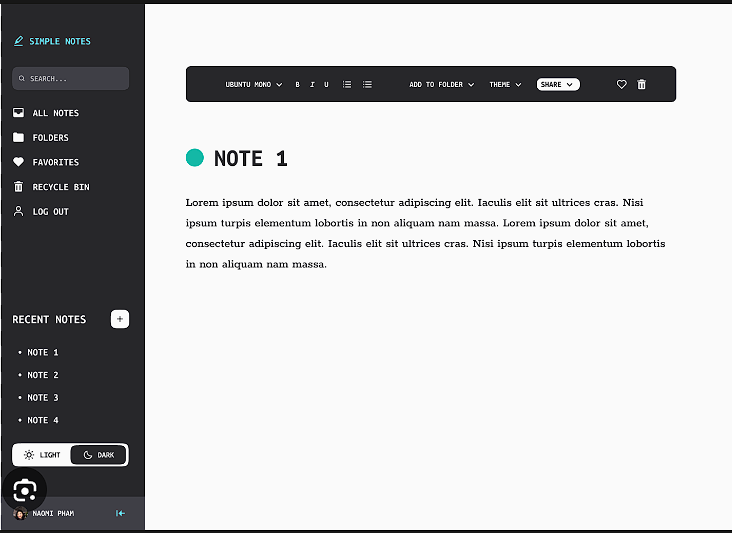 SIMPLE NOTES
SEARCH...
ALL NOTES
FOLDERS
FAVORITES
RECYCLE BIN
LOG OUT
RECENT NOTES +
• NOTE 1
• NOTE 2
• NOTE 3
• NOTE 4
LIGHT DARK
NAOMI PHAM
UBUNTU MONO B I U ADD TO FOLDER THEME SHARE
NOTE 1
Lorem ipsum dolor sit amet, consectetur adipiscing elit. Iaculis elit sit ultrices cras. Nisi
ipsum turpis elementum lobortis in non aliquam nam massa. Lorem ipsum dolor sit amet,
consectetur adipiscing elit. Iaculis elit sit ultrices cras. Nisi ipsum turpis elementum lobortis
in non aliquam nam massa.